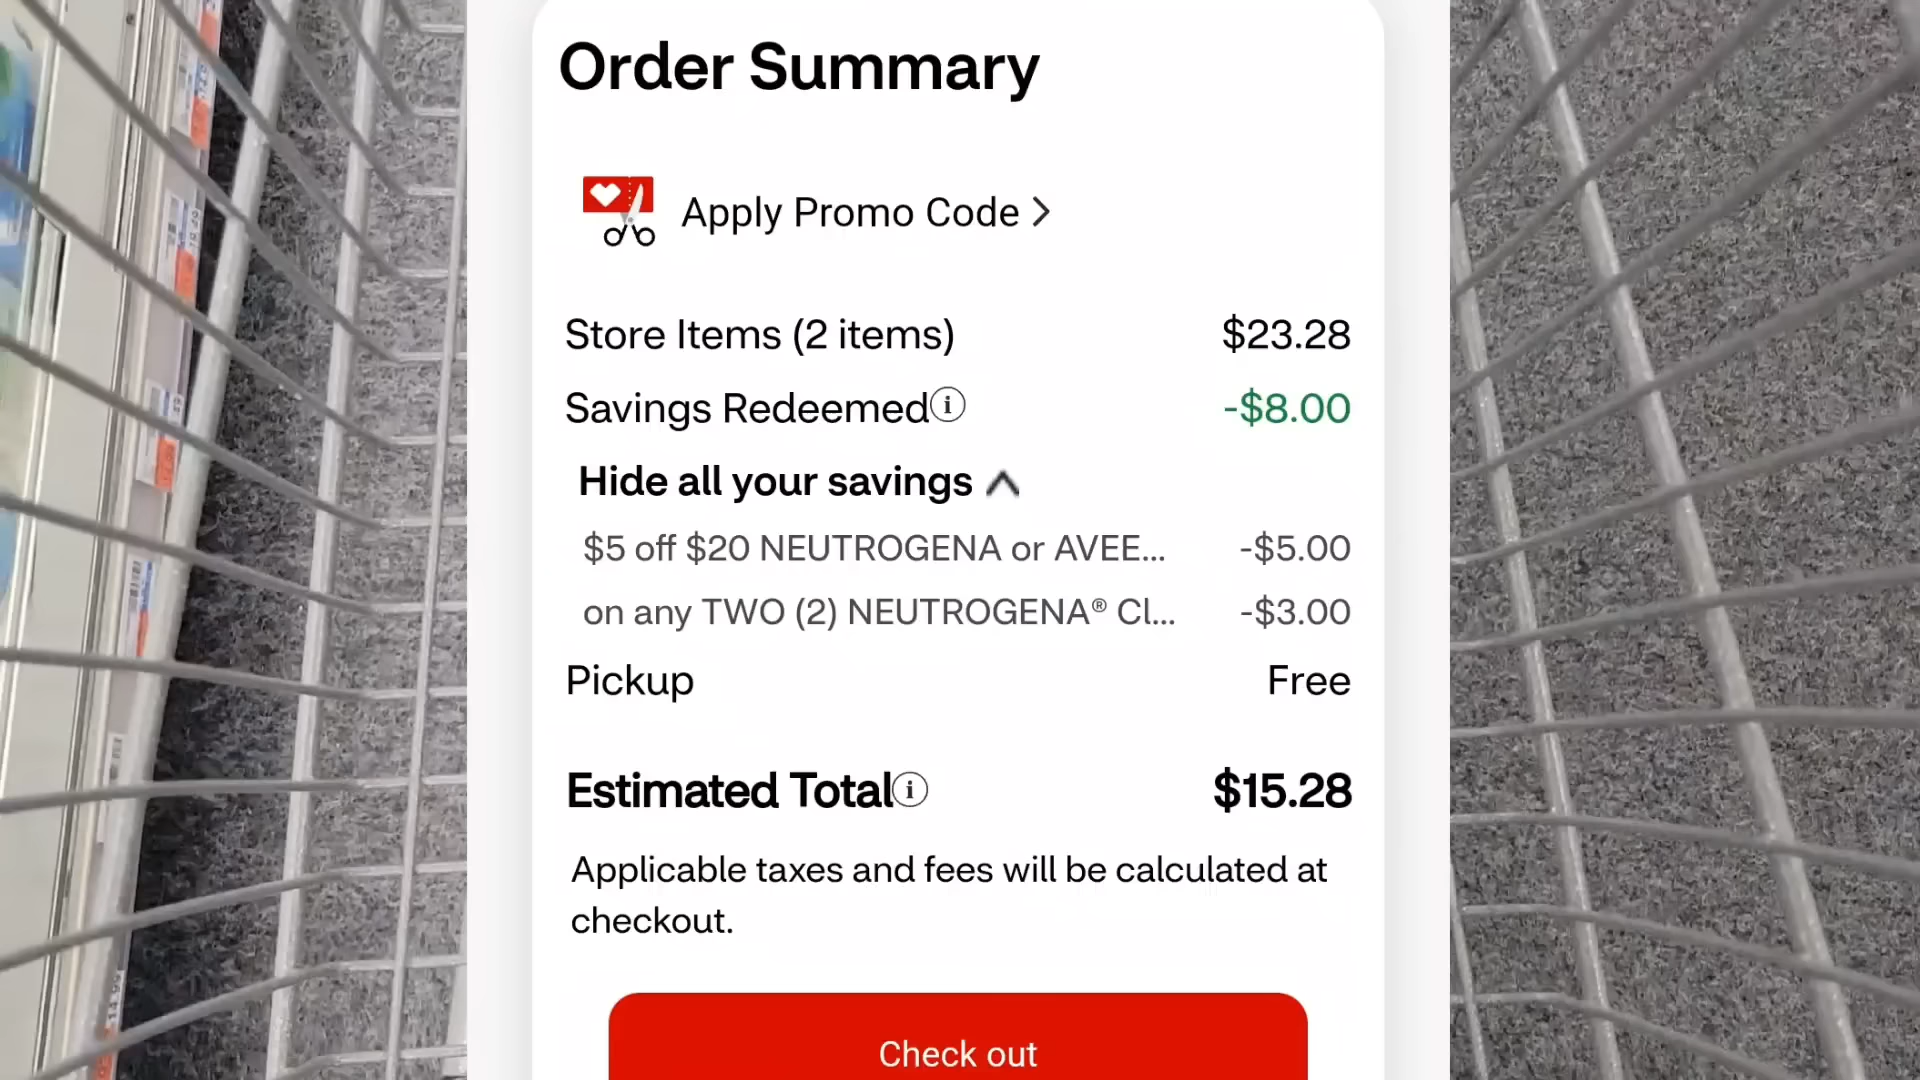 Order Summary
Apply Promo Code
Store Items (2 items) $23.28
Savings Redeemed -$8.00
Hide all your savings
$5 off $20 NEUTROGENA or AVEE... -$5.00
on any TWO (2) NEUTROGENA® Cl... -$3.00
Pickup Free
Estimated Total $15.28
Applicable taxes and fees will be calculated at
checkout.
Check out